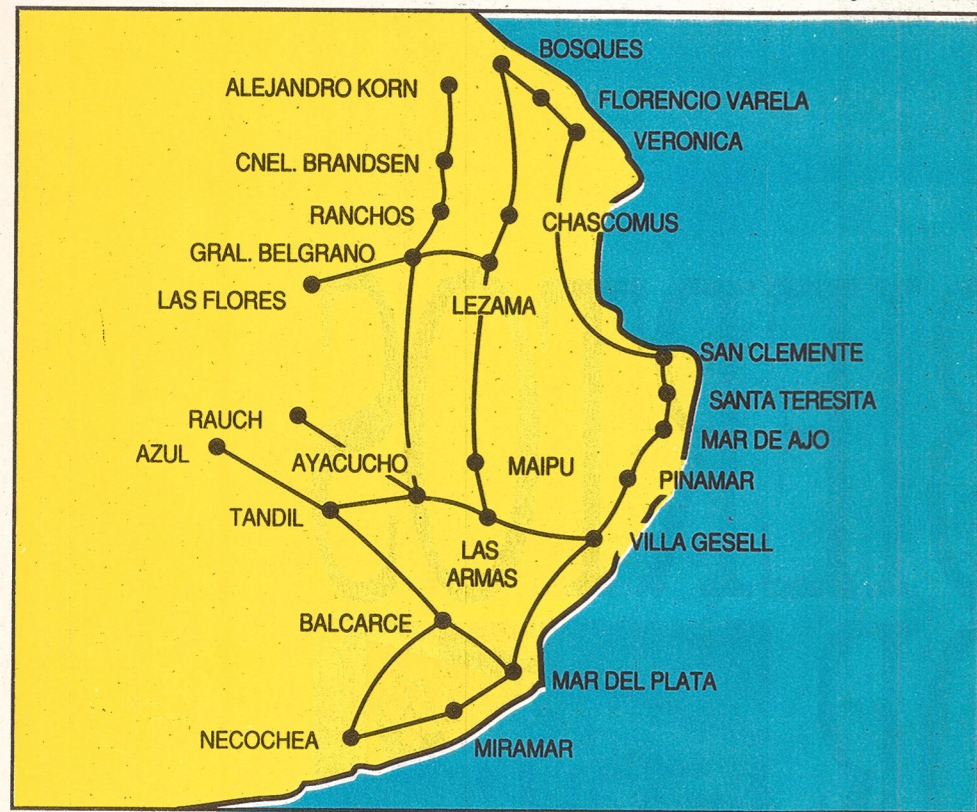 BOSQUES
ALEJANDRO KORN
FLORENCIO VARELA
VERONICA
CNEL. BRANDSEN
RANCHOS
CHASCOMUS
GRAL. BELGRANO
LAS FLORES
LEZAMA
SAN CLEMENTE
SANTA TERESITA
RAUCH
MAR DE AJO
AZUL
AYACUCHO
MAIPU
PINAMAR
TANDIL
VILLA GESELL
LAS
ARMAS
BALCARCE
MAR DEL PLATA
NECOCHEA
MIRAMAR